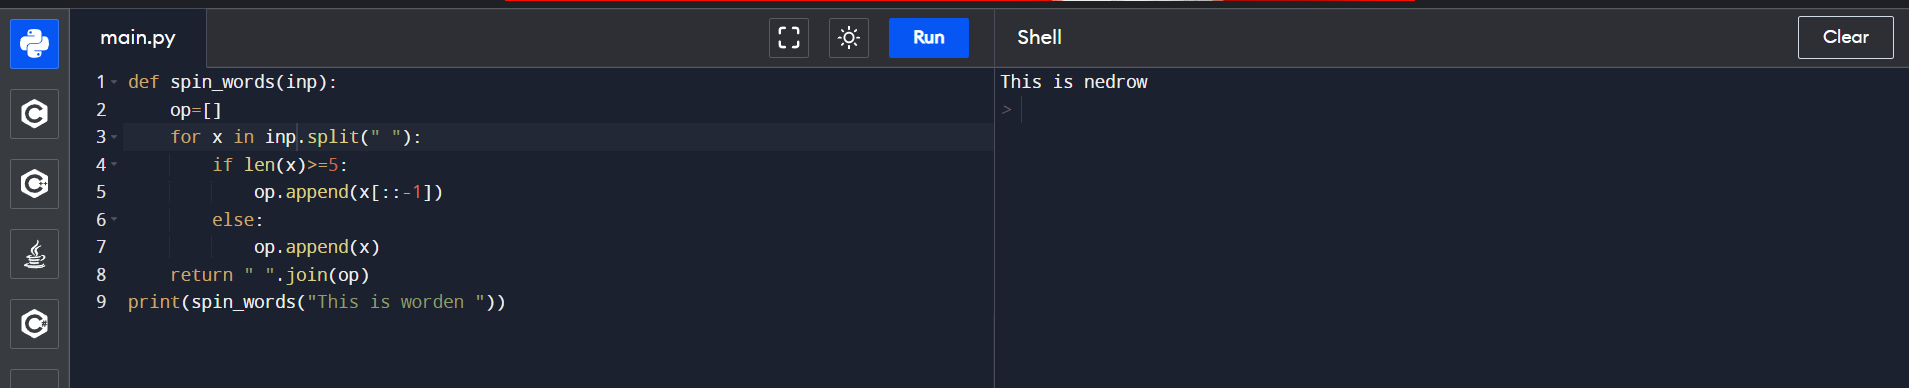 main.py
Run
Shell
Clear
1 def spin_words(inp):
2     op=[]
3     for x in inp.split(" "):
4         if len(x)>=5:
5             op.append(x[::-1])
6         else:
7             op.append(x)
8     return " ".join(op)
9 print(spin_words("This is worden "))
This is nedrow
>
C
C++
C#